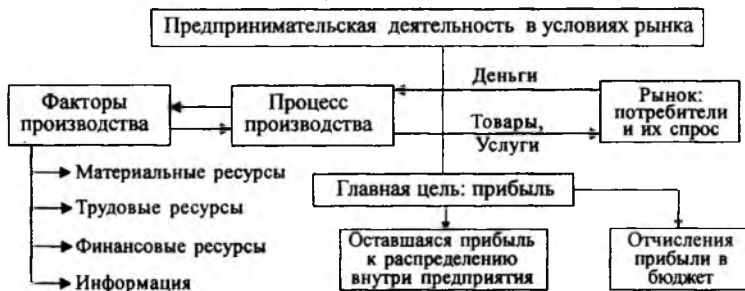 Предпринимательская деятельность в условиях рынка
Деньги
Факторы
производства
Процесс
производства
Рынок:
потребители
и их спрос
Товары,
Услуги
Материальные ресурсы
Трудовые ресурсы
Финансовые ресурсы
Информация
Главная цель: прибыль
Оставшаяся прибыль
к распределению
внутри предприятия
Отчисления
прибыли в
бюджет